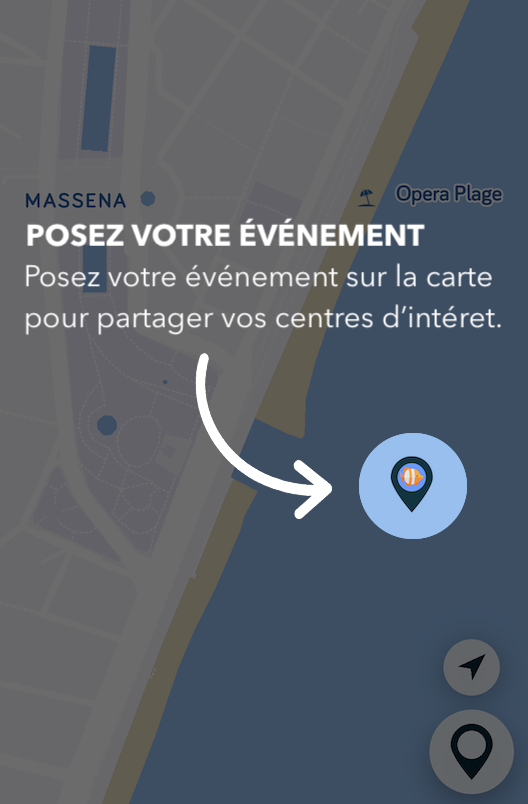 MASSENA
Opera Plage
POSEZ VOTRE ÉVÉNEMENT
Posez votre événement sur la carte
pour partager vos centres d’intéret.